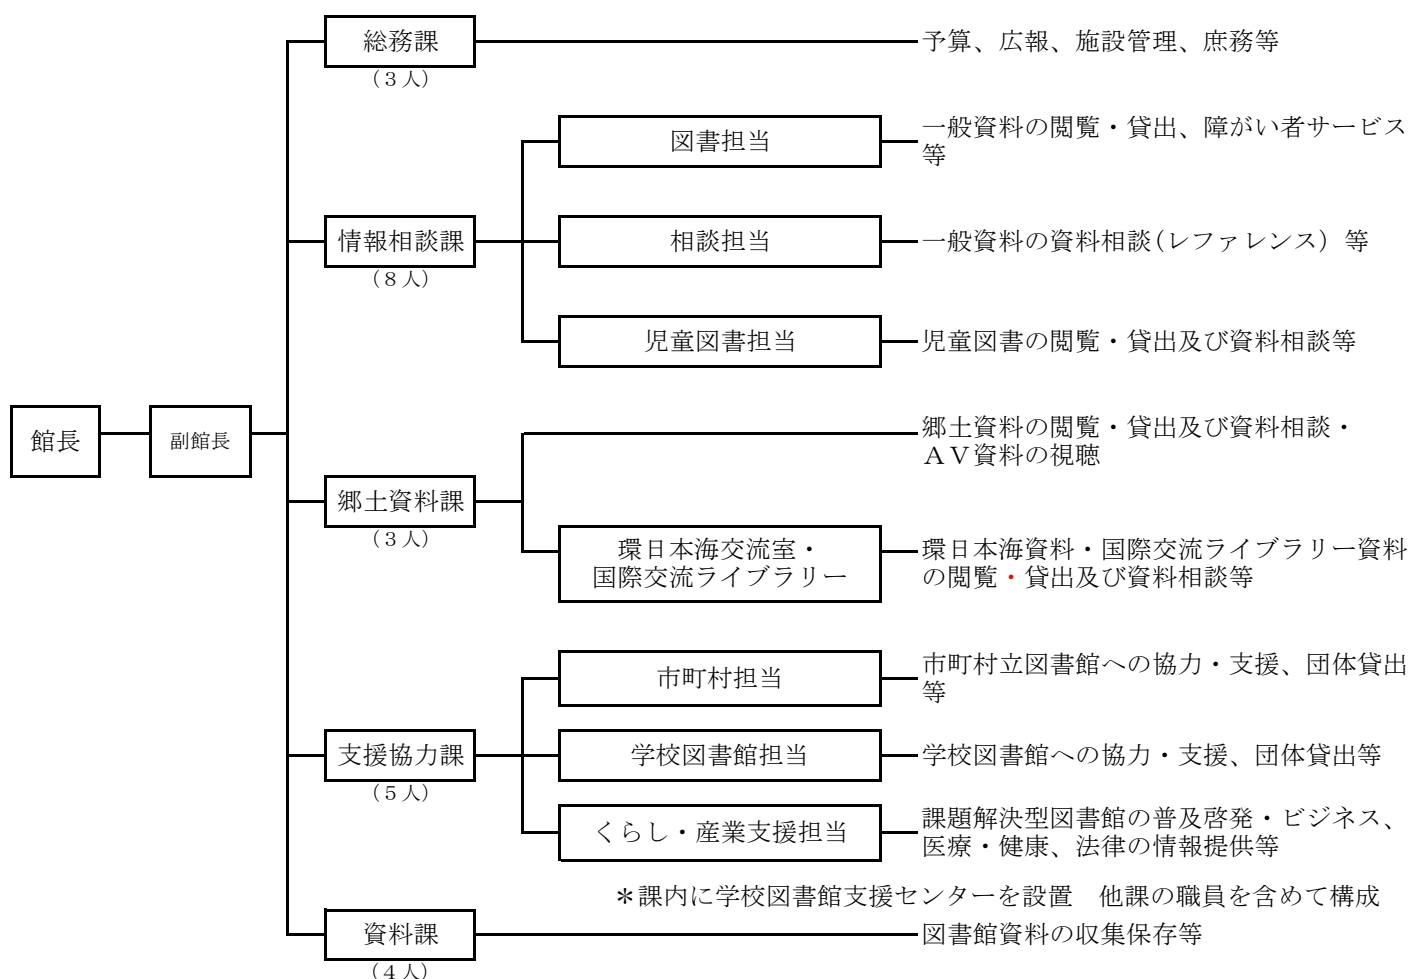 総務課
（３人）
予算、広報、施設管理、庶務等
図書担当
一般資料の閲覧・貸出、障がい者サービス
等
情報相談課
（８人）
相談担当
一般資料の資料相談（レファレンス）等
児童図書担当
児童図書の閲覧・貸出及び資料相談等
館長
副館長
郷土資料の閲覧・貸出及び資料相談・
ＡＶ資料の視聴
郷土資料課
（３人）
環日本海交流室・
国際交流ライブラリー
環日本海資料・国際交流ライブラリー資料
の閲覧・貸出及び資料相談等
市町村担当
市町村立図書館への協力・支援、団体貸出
等
支援協力課
（５人）
学校図書館担当
学校図書館への協力・支援、団体貸出等
くらし・産業支援担当
課題解決型図書館の普及啓発・ビジネス、
医療・健康、法律の情報提供等
＊課内に学校図書館支援センターを設置　他課の職員を含めて構成
資料課
（４人）
図書館資料の収集保存等